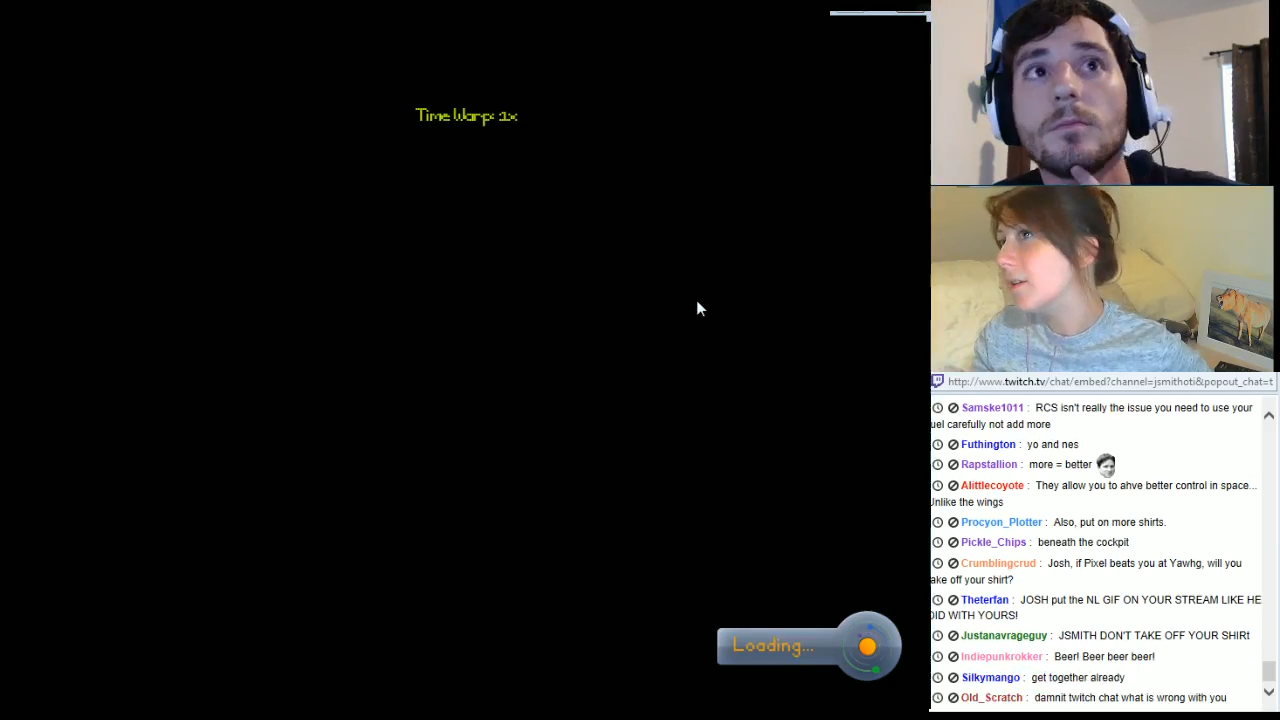 Time Warp: 1x
Loading...
http://www.twitch.tv/chat/embed?channel=jsmithoti&popout_chat=t
Samske1011 : RCS isn't really the issue you need to use your
uel carefully not add more
Futhington : yo and nes
Rapstallion : more = better
Alittlecoyote : They allow you to ahve better control in space...
Unlike the wings
Procyon_Plotter : Also, put on more shirts.
Pickle_Chips : beneath the cockpit
Crumblingcrud : Josh, if Pixel beats you at Yawhg, will you
ake off your shirt?
Theterfan : JOSH put the NL GIF ON YOUR STREAM LIKE HE
DID WITH YOURS!
Justanavrageguy : JSMITH DON'T TAKE OFF YOUR SHIRt
Indiepunkrokker : Beer! Beer beer beer!
Silkymango : get together already
Old_Scratch : damnit twitch chat what is wrong with you